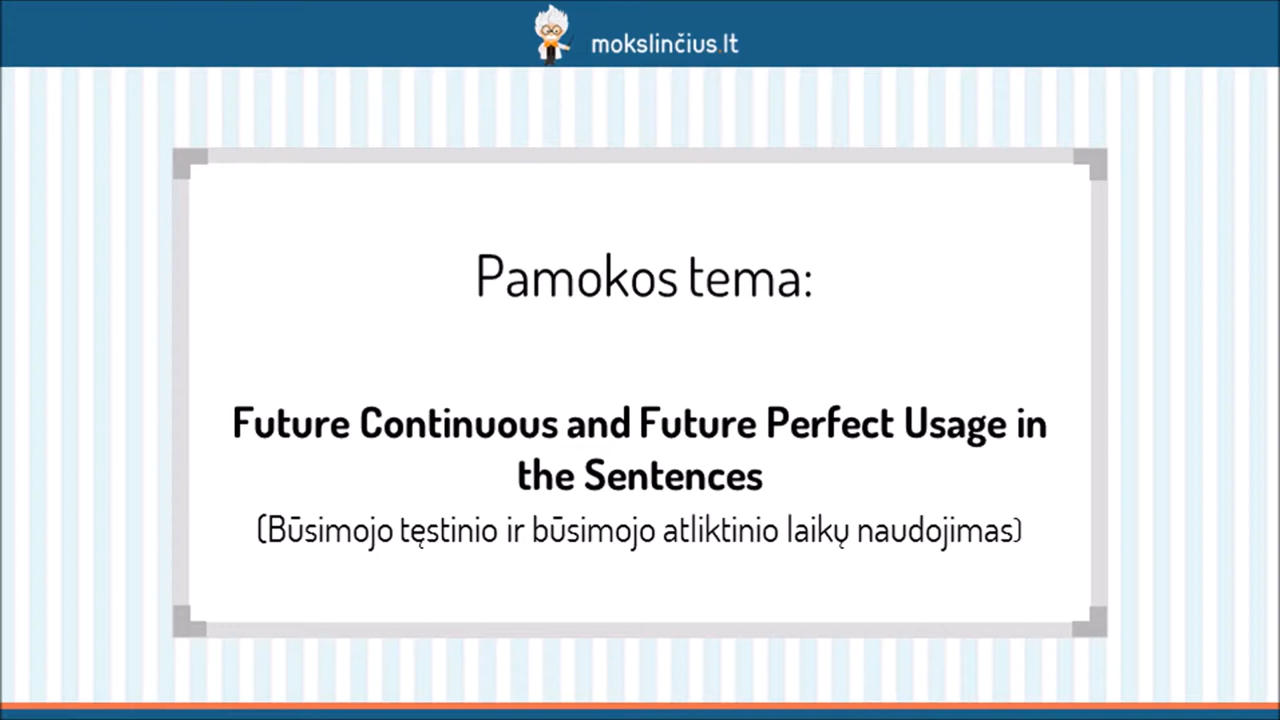 mokslinčius.lt
Pamokos tema:
Future Continuous and Future Perfect Usage in
the Sentences
(Būsimojo tęstinio ir būsimojo atliktinio laikų naudojimas)